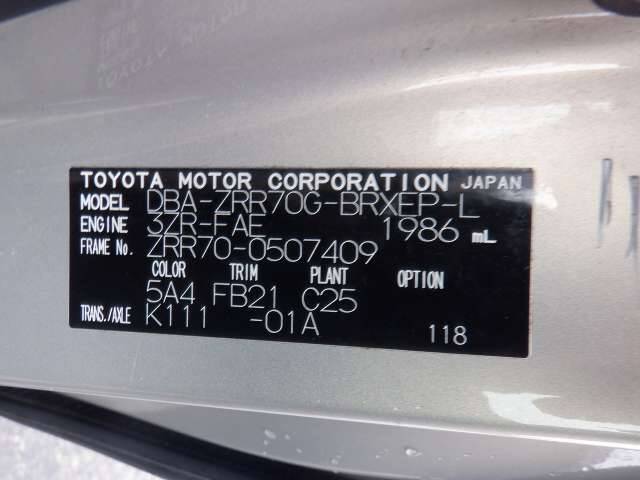 TOYOTA MOTOR CORPORATION JAPAN
MODEL DBA-ZRR70G-BRXEP-L
ENGINE 3ZR-FAE 1986 mL
FRAME No. ZRR70-0507409
COLOR TRIM PLANT OPTION
5A4 FB21 C25
TRANS./AXLE K111 -01A
118